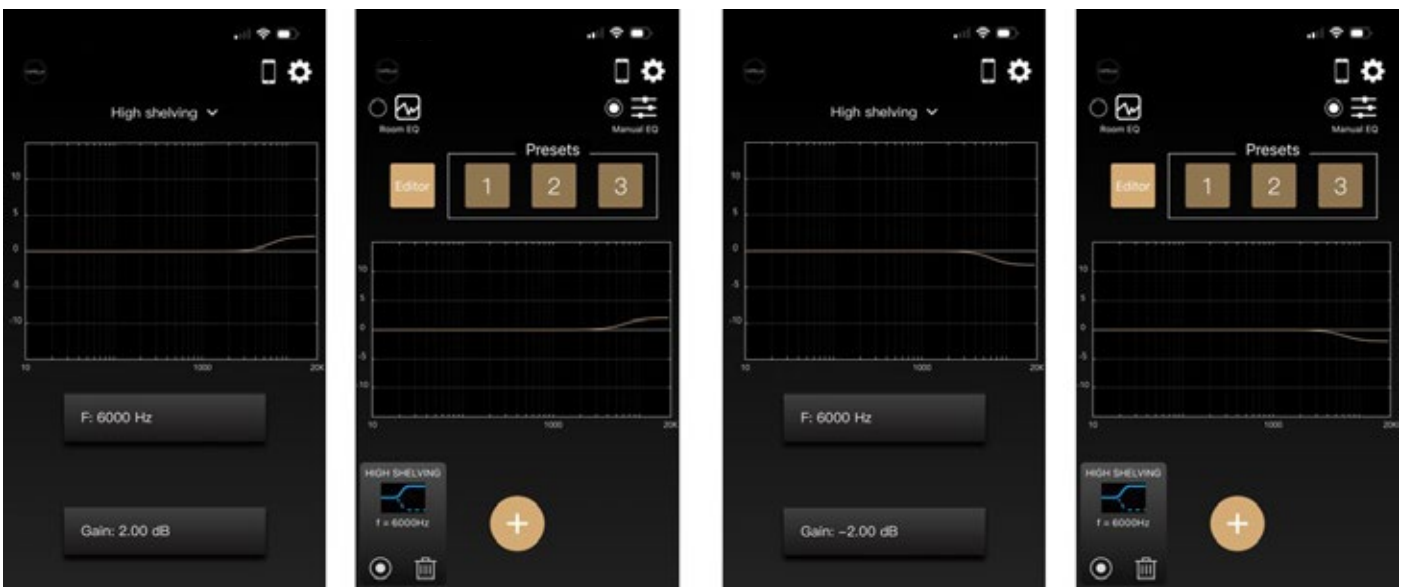 High shelving
10
5
0
-5
-10
10 1000 20K
F: 6000 Hz
Gain: 2.00 dB
Room EQ
Manual EQ
Presets
Editor 1 2 3
10
5
0
-5
-10
10 1000 20K
HIGH SHELVING
f = 6000Hz
+
High shelving
10
5
0
-5
-10
10 1000 20K
F: 6000 Hz
Gain: −2.00 dB
Room EQ
Manual EQ
Presets
Editor 1 2 3
10
5
0
-5
-10
10 1000 20K
HIGH SHELVING
f = 6000Hz
+